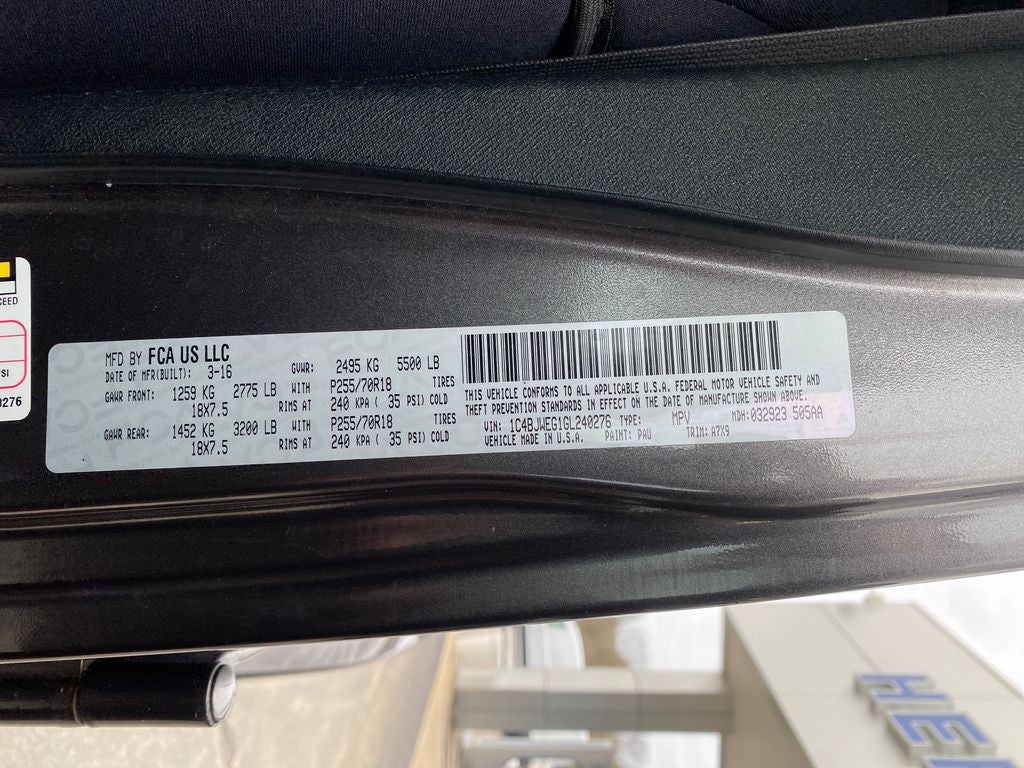 MFD BY FCA US LLC
DATE OF MFR(BUILT): 3-16 GVWR: 2495 KG 5500 LB
GAWR FRONT: 1259 KG 2775 LB WITH P255/70R18 TIRES
18X7.5 RIMS AT 240 KPA ( 35 PSI) COLD
GAWR REAR: 1452 KG 3200 LB WITH P255/70R18 TIRES
18X7.5 RIMS AT 240 KPA ( 35 PSI) COLD
THIS VEHICLE CONFORMS TO ALL APPLICABLE U.S.A. FEDERAL MOTOR VEHICLE SAFETY AND
THEFT PREVENTION STANDARDS IN EFFECT ON THE DATE OF MANUFACTURE SHOWN ABOVE.
VIN: 1C4BJWEG1GL240276 TYPE: MPV MDH: 032923 505AA
VEHICLE MADE IN U.S.A. PAINT: PAU TRIM: A7X9
CEED
PSI
0276
HE